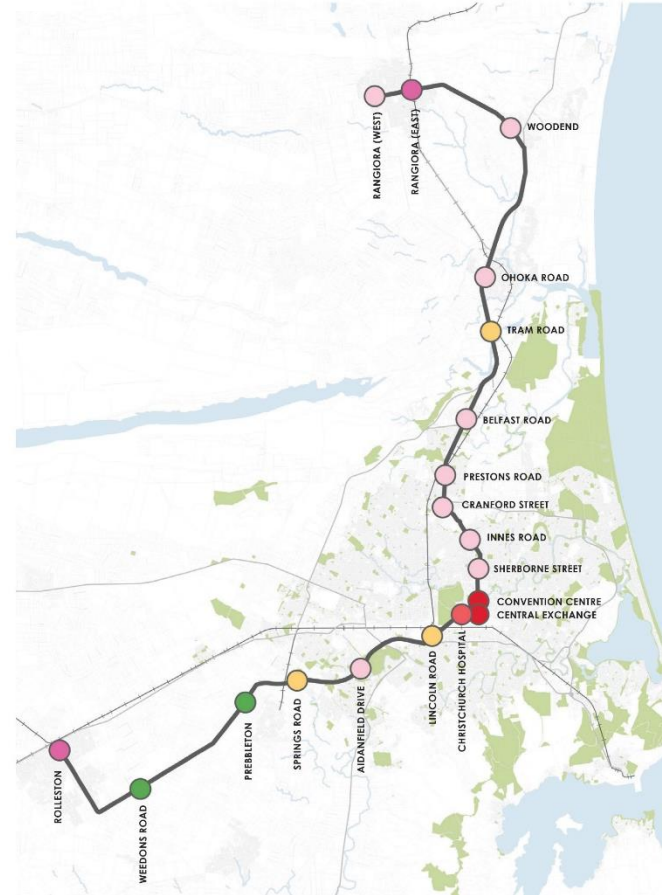 RANGIORA (WEST)
RANGIORA (EAST)
WOODEND
OHOKA ROAD
TRAM ROAD
BELFAST ROAD
PRESTONS ROAD
CRANFORD STREET
INNES ROAD
SHERBORNE STREET
CONVENTION CENTRE
CENTRAL EXCHANGE
CHRISTCHURCH HOSPITAL
LINCOLN ROAD
AIDANFIELD DRIVE
SPRINGS ROAD
PREBBLETON
WEEDONS ROAD
ROLLESTON